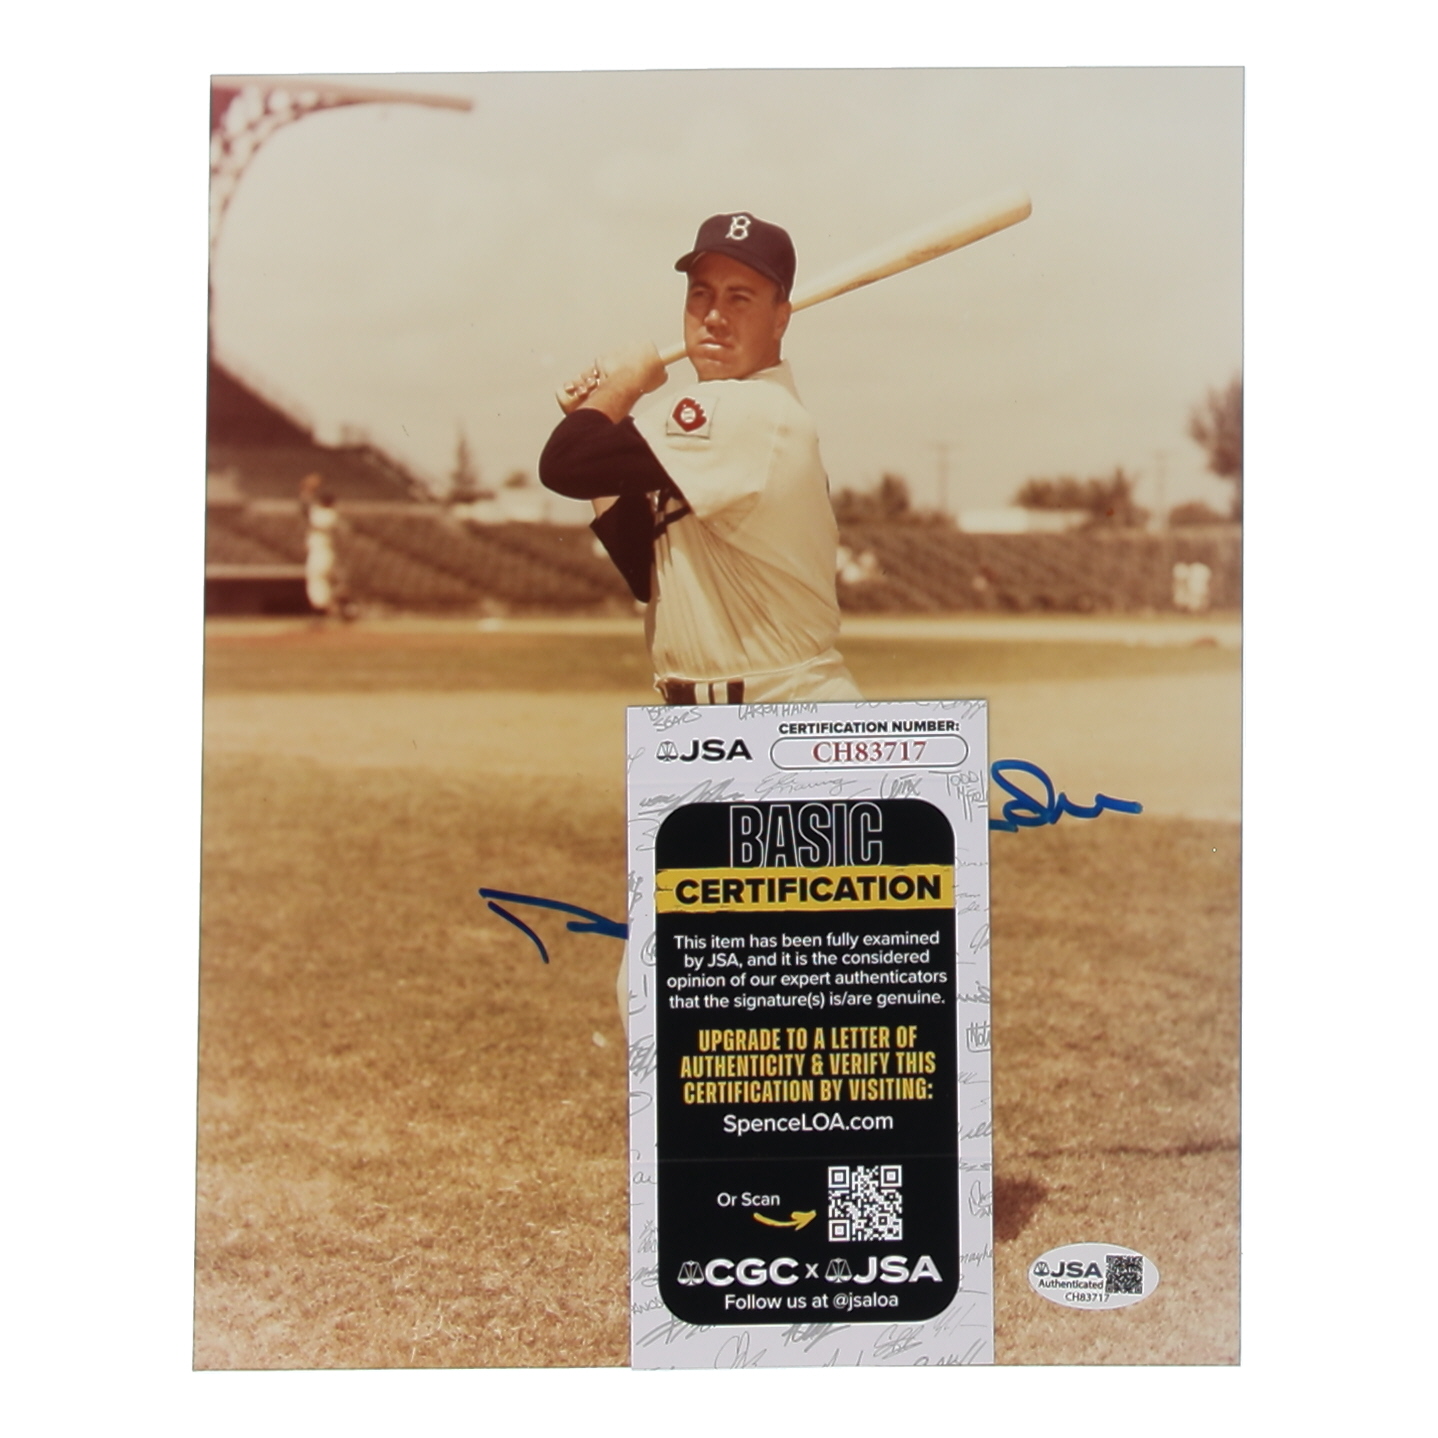 B
LARRY HAMA
JSA
CERTIFICATION NUMBER:
CH83717
BASIC
CERTIFICATION
This item has been fully examined
by JSA, and it is the considered
opinion of our expert authenticators
that the signature(s) is/are genuine.
UPGRADE TO A LETTER OF
AUTHENTICITY & VERIFY THIS
CERTIFICATION BY VISITING:
SpenceLOA.com
Or Scan
CGC X JSA
Follow us at @jsaloa
JSA
Authenticated
CH83717